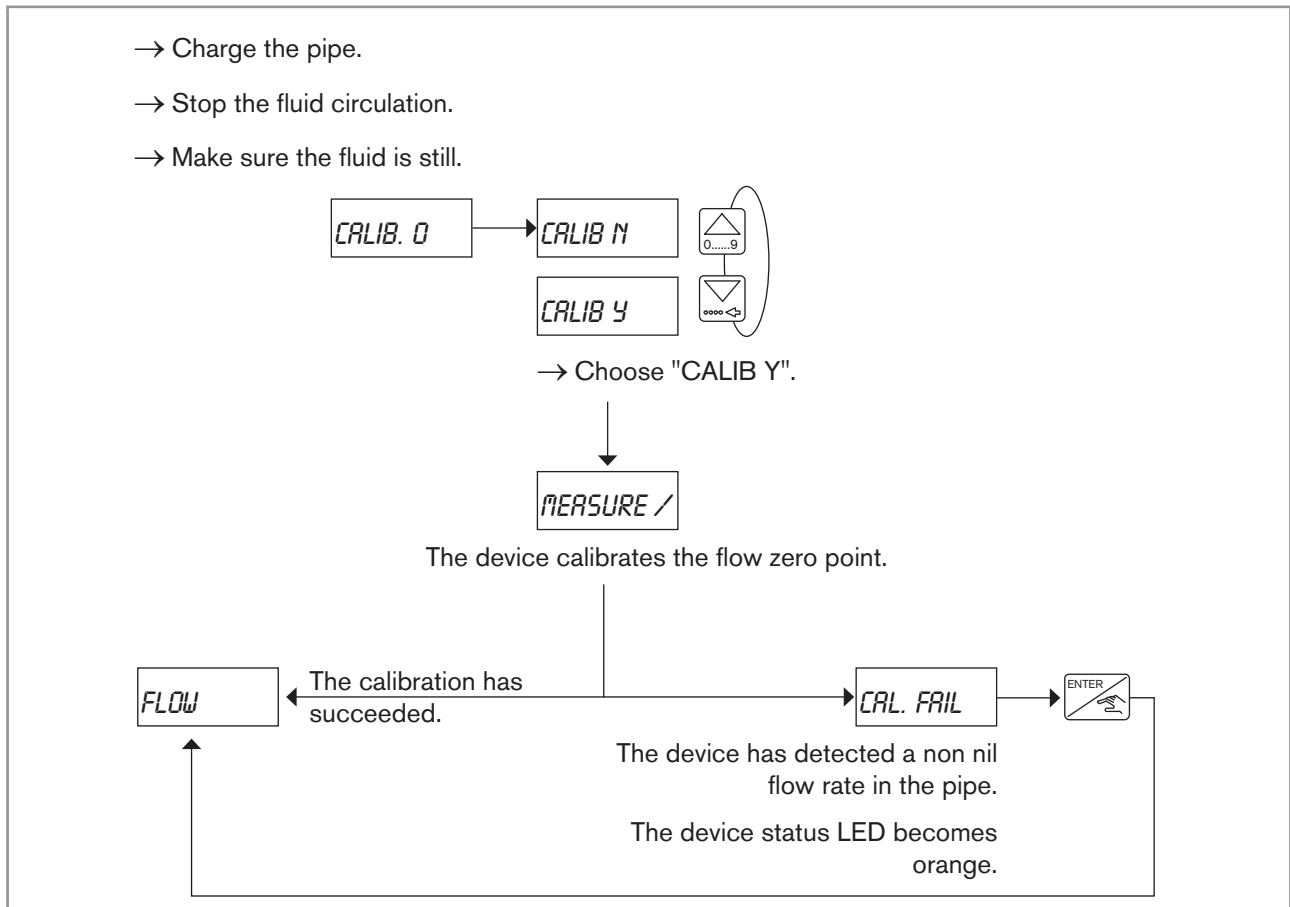 → Charge the pipe.
→ Stop the fluid circulation.
→ Make sure the fluid is still.
CALIB. 0
CALIB N
0......9
CALIB Y
→ Choose "CALIB Y".
MEASURE /
The device calibrates the flow zero point.
FLOW
The calibration has
succeeded.
CAL. FAIL
ENTER
The device has detected a non nil
flow rate in the pipe.
The device status LED becomes
orange.